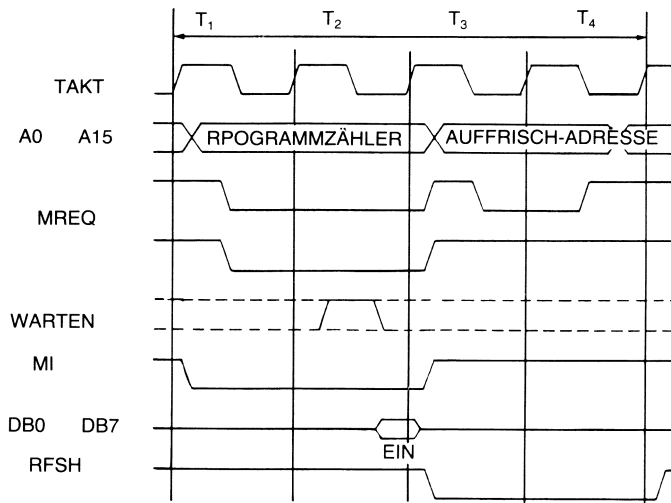 T1 T2 T3 T4
TAKT
A0 A15 RPOGRAMMZÄHLER AUFFRISCH-ADRESSE
MREQ
WARTEN
MI
DB0 DB7
EIN
RFSH